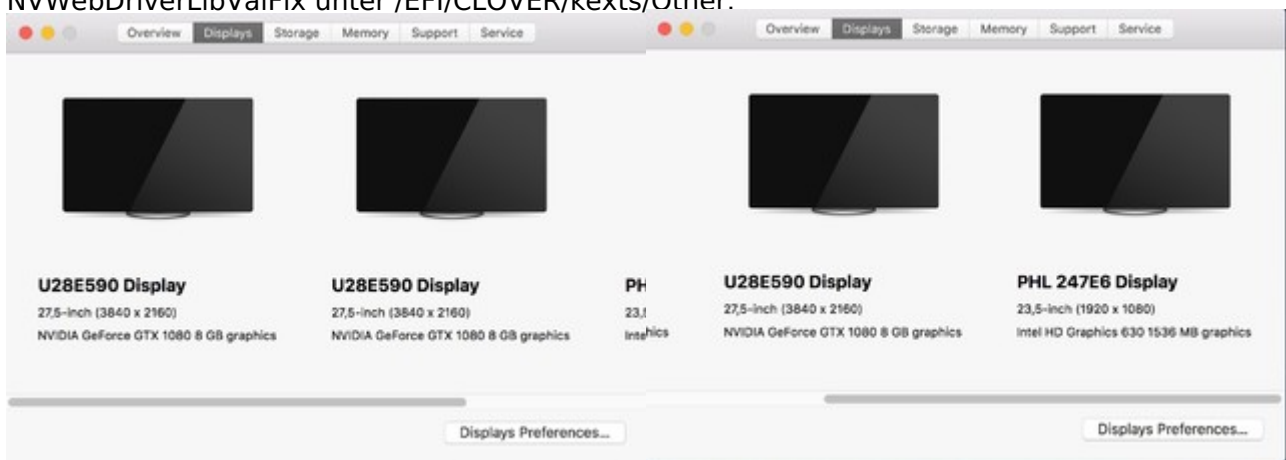 NVWebDriverLibValFix unter /EFI/CLOVER/kexts/Other.
Overview Displays Storage Memory Support Service
U28E590 Display
27,5-inch (3840 x 2160)
NVIDIA GeForce GTX 1080 8 GB graphics
U28E590 Display
27,5-inch (3840 x 2160)
NVIDIA GeForce GTX 1080 8 GB graphics
PH
23,5
Inte
Displays Preferences...
Overview Displays Storage Memory Support Service
hics
U28E590 Display
27,5-inch (3840 x 2160)
NVIDIA GeForce GTX 1080 8 GB graphics
PHL 247E6 Display
23,5-inch (1920 x 1080)
Intel HD Graphics 630 1536 MB graphics
Displays Preferences...